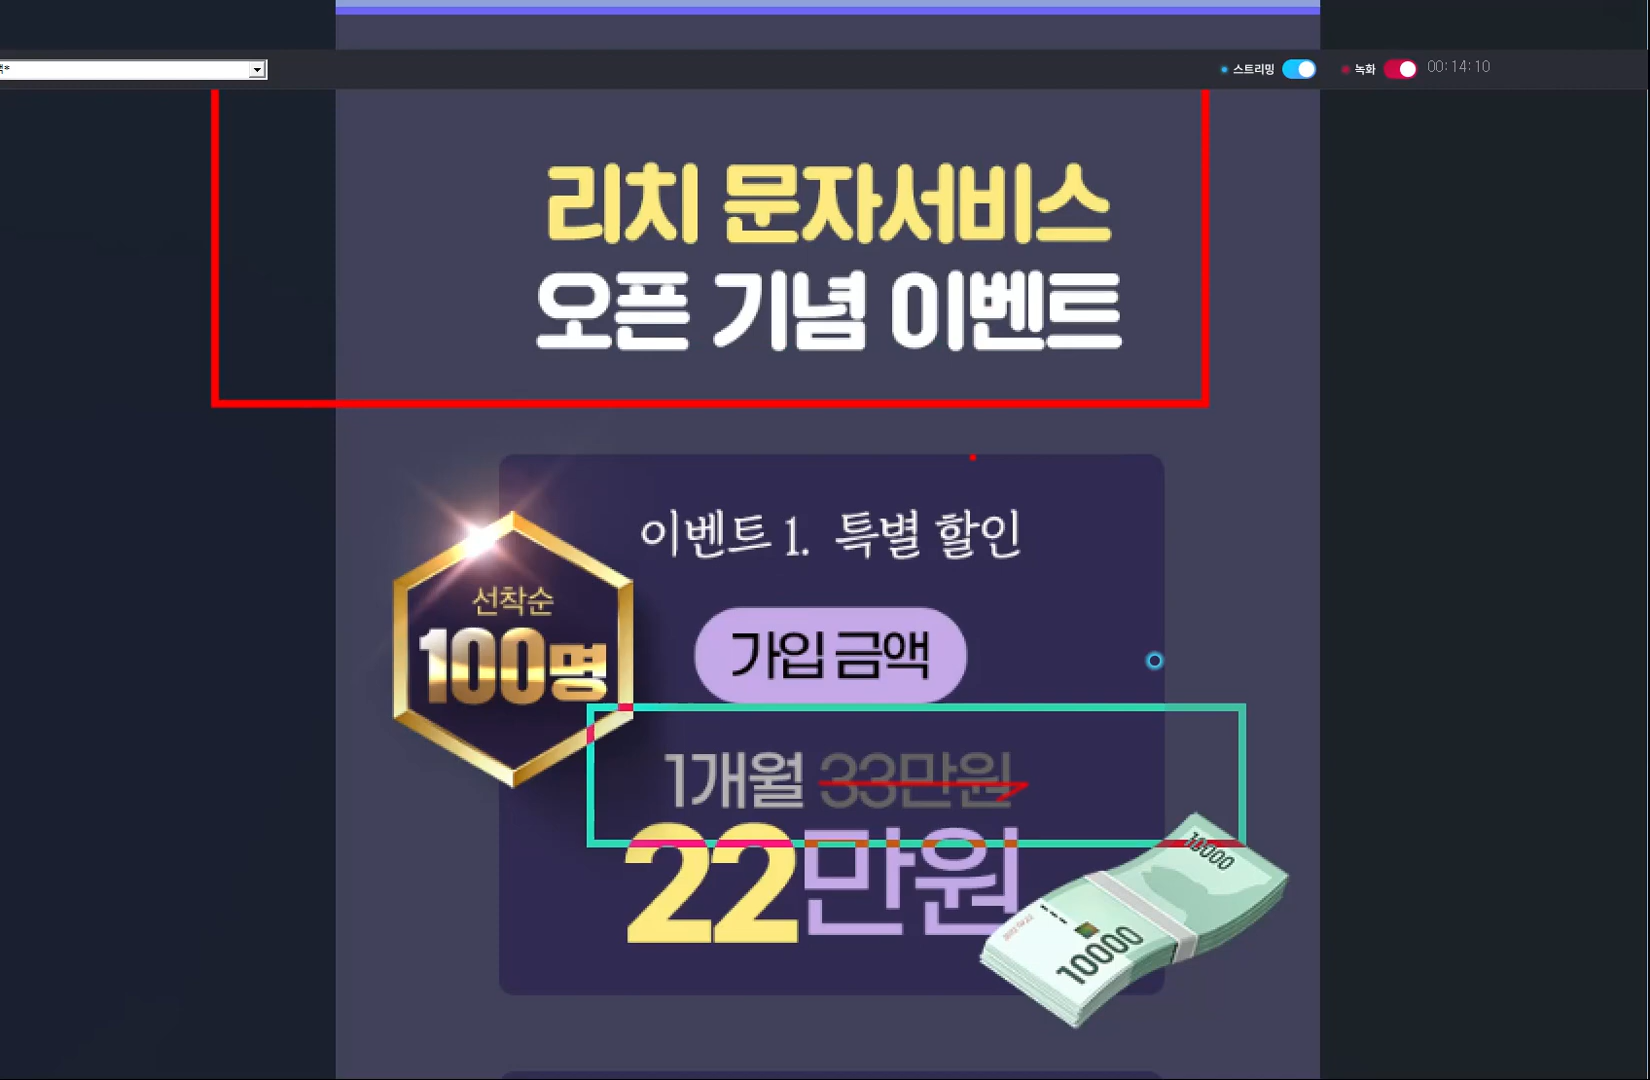 스트리밍 녹화 00:14:10
리치 문자서비스
오픈 기념 이벤트
이벤트 1. 특별 할인
선착순
100명
가입 금액
1개월 33만원
22만원
10000
10000